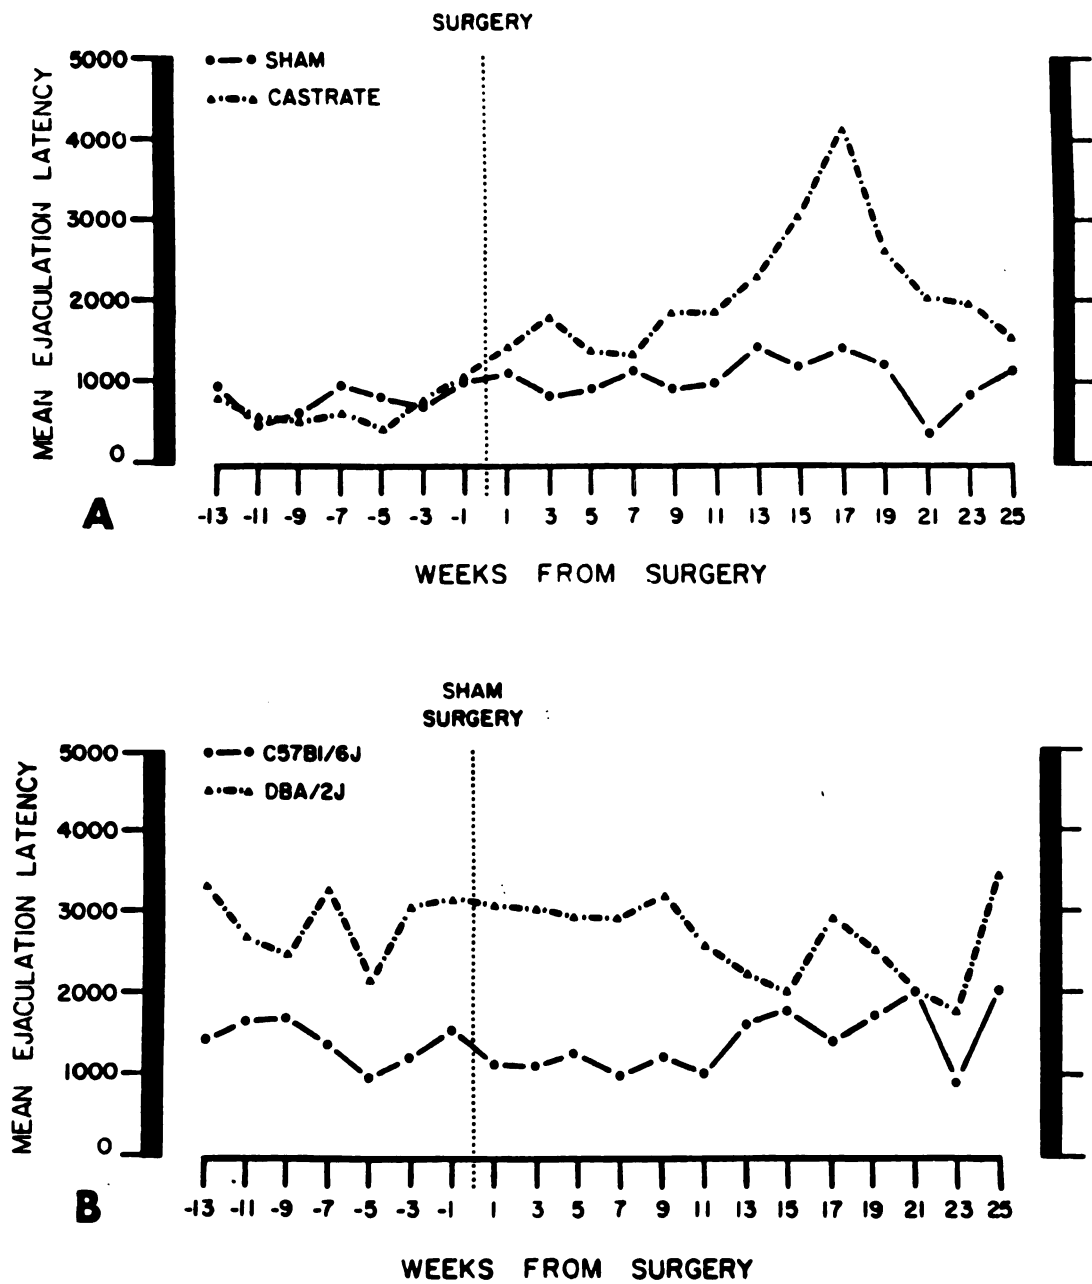 SURGERY
SHAM
CASTRATE
MEAN EJACULATION LATENCY
5000
4000
3000
2000
1000
0
A
-13 -11 -9 -7 -5 -3 -1 1 3 5 7 9 11 13 15 17 19 21 23 25
WEEKS FROM SURGERY
SHAM
SURGERY
C57Bl/6J
DBA/2J
MEAN EJACULATION LATENCY
5000
4000
3000
2000
1000
0
B
-13 -11 -9 -7 -5 -3 -1 1 3 5 7 9 11 13 15 17 19 21 23 25
WEEKS FROM SURGERY